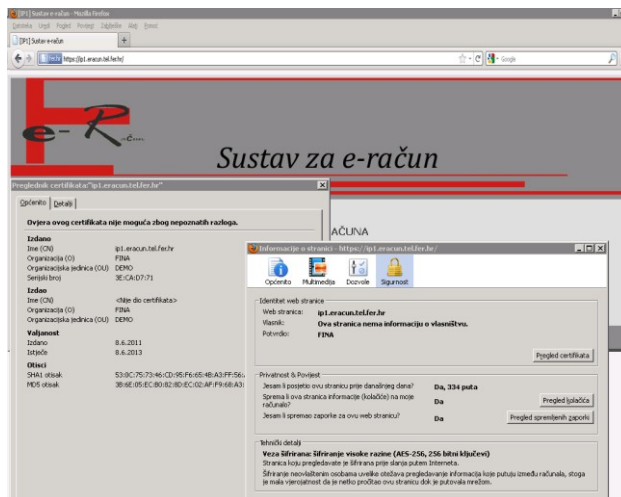 [IP1] Sustav e-račun - Mozilla Firefox
Datoteka Uredi Pogled Povijest Zabilješke Alati Pomoć
[IP1] Sustav e-račun
fer.hr https://ip1.eracun.tel.fer.hr/
Google
e-R
Sustav za e-račun
Preglednik certifikata:"ip1.eracun.tel.fer.hr"
Općenito Detalji
Ovjera ovog certifikata nije moguća zbog nepoznatih razloga.
Izdano
Ime (CN) ip1.eracun.tel.fer.hr
Organizacija (O) FINA
Organizacijska jedinica (OU) DEMO
Serijski broj 3E:CA:D7:71
Izdao
Ime (CN) <Nije dio certifikata>
Organizacija (O) FINA
Organizacijska jedinica (OU) DEMO
Valjanost
Izdano 8.6.2011
Istječe 8.6.2013
Otisci
SHA1 otisak 53:0C:75:73:46:CD:95:F6:65:4B:A3:FF:56:
MD5 otisak 3B:6E:05:EC:B0:82:8D:EC:02:AF:F9:68:A3:
AČUNA
Informacije o stranici - https://ip1.eracun.tel.fer.hr/
Općenito Multimedija Dozvole Sigurnost
Identitet web stranice
Web stranica: ip1.eracun.tel.fer.hr
Vlasnik: Ova stranica nema informaciju o vlasništvu.
Potvrdio: FINA
Pregled certifikata
Privatnost & Povijest
Jesam li posjetio ovu stranicu prije današnjeg dana? Da, 334 puta
Sprema li ova stranica informacije (kolačiće) na moje računalo? Da Pregled kolačića
Jesam li spremao zaporke za ovu web stranicu? Da Pregled spremljenih zaporki
Tehnički detalji
Veza šifrirana: šifriranje visoke razine (AES-256, 256 bitni ključevi)
Stranica koju pregledavate je šifrirana prije slanja putem Interneta.
Šifriranje neovlaštenim osobama uvelike otežava pregledavanje informacija koje putuju između računala, stoga
je mala vjerojatnost da je netko pročitao ovu stranicu dok je putovala mrežom.